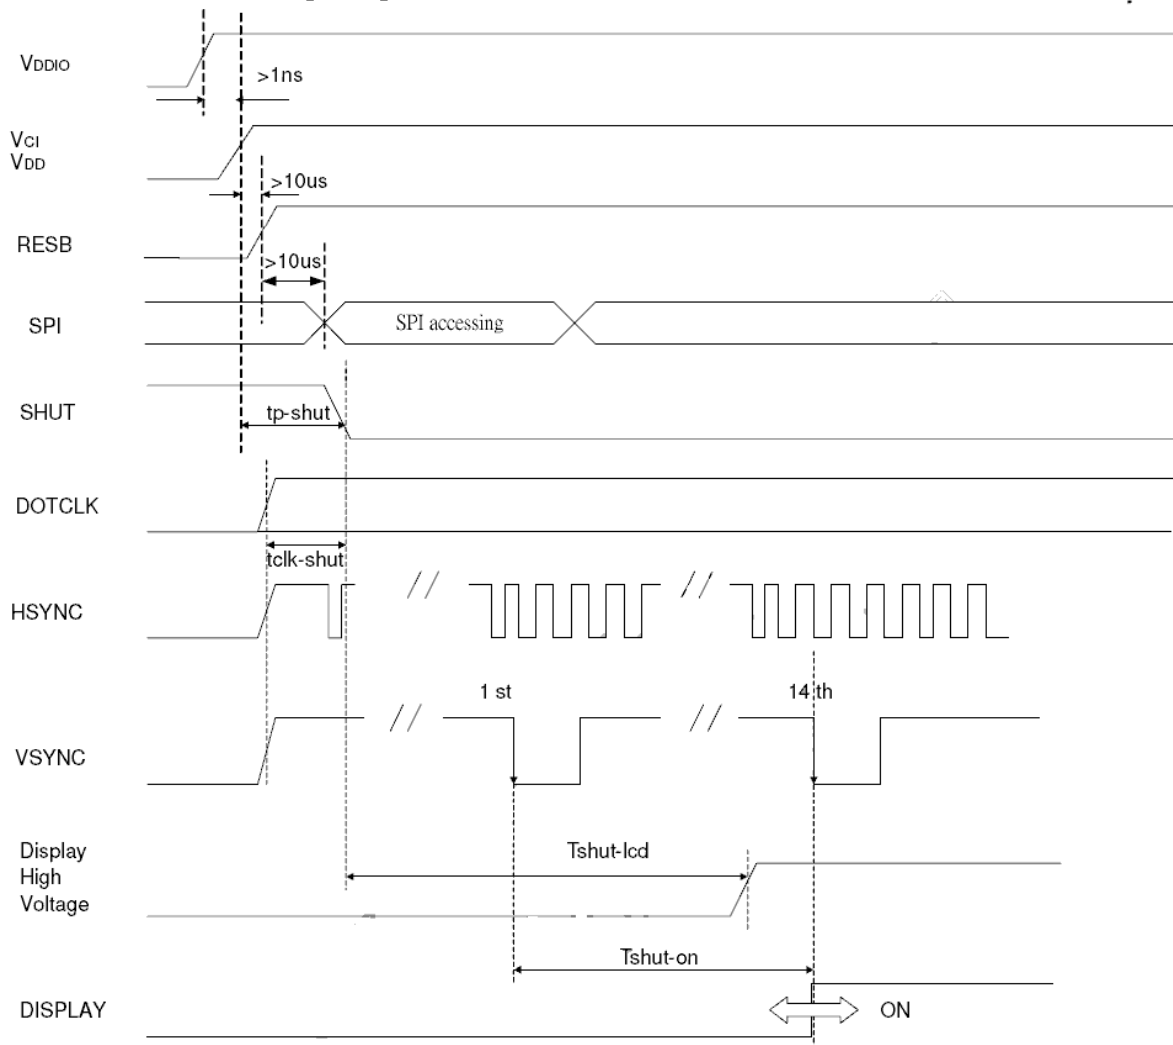 VDDIO
>1ns
VCI
VDD
>10us
RESB
>10us
SPI
SPI accessing
SHUT
tp-shut
DOTCLK
tclk-shut
HSYNC
1 st
14 th
VSYNC
Display
High
Voltage
Tshut-lcd
Tshut-on
DISPLAY
ON